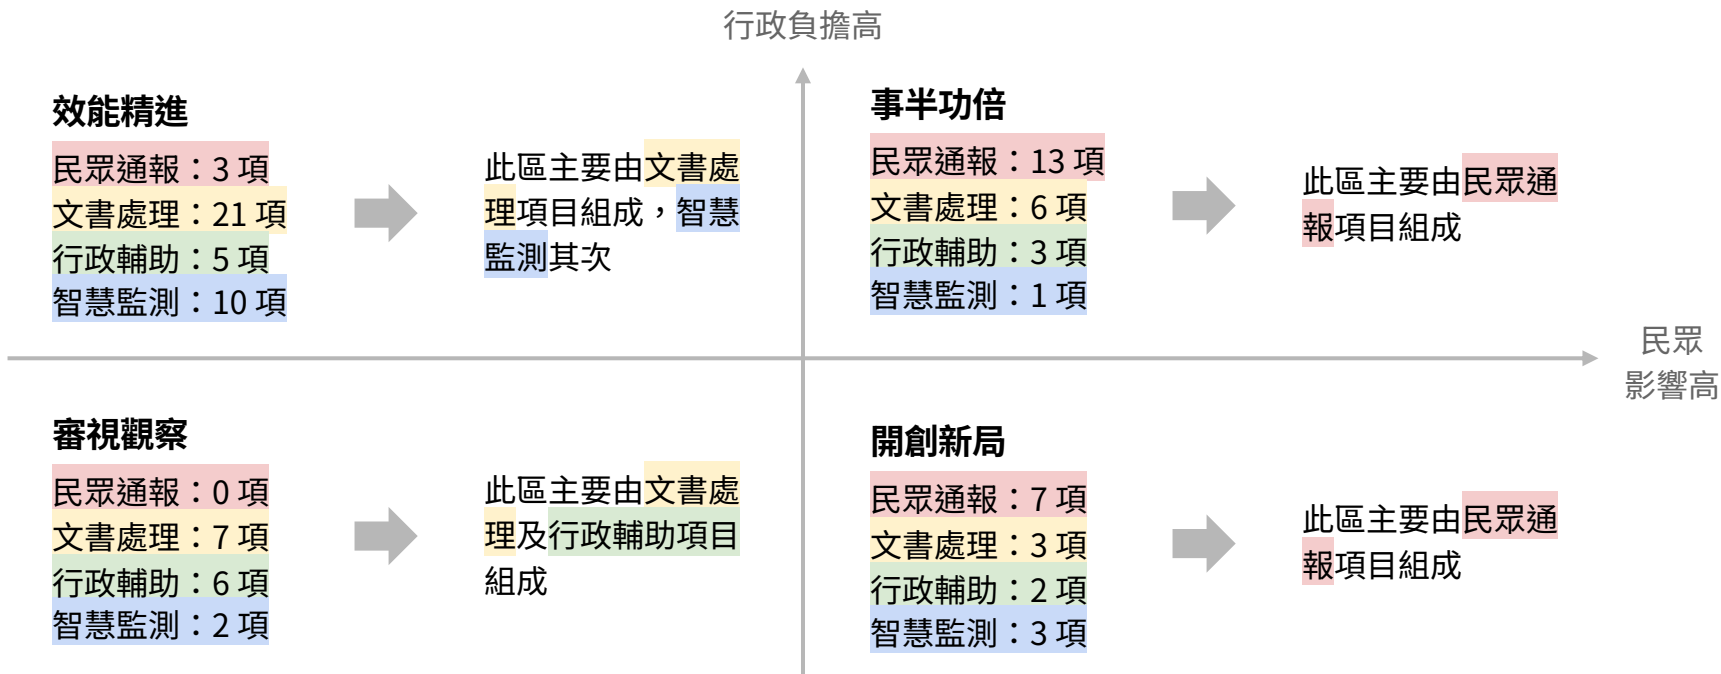 行政負擔高
效能精進
民眾通報：3 項
文書處理：21 項
行政輔助：5 項
智慧監測：10 項
此區主要由文書處
理項目組成，智慧
監測其次
事半功倍
民眾通報：13 項
文書處理：6 項
行政輔助：3 項
智慧監測：1 項
此區主要由民眾通
報項目組成
民眾
影響高
審視觀察
民眾通報：0 項
文書處理：7 項
行政輔助：6 項
智慧監測：2 項
此區主要由文書處
理及行政輔助項目
組成
開創新局
民眾通報：7 項
文書處理：3 項
行政輔助：2 項
智慧監測：3 項
此區主要由民眾通
報項目組成